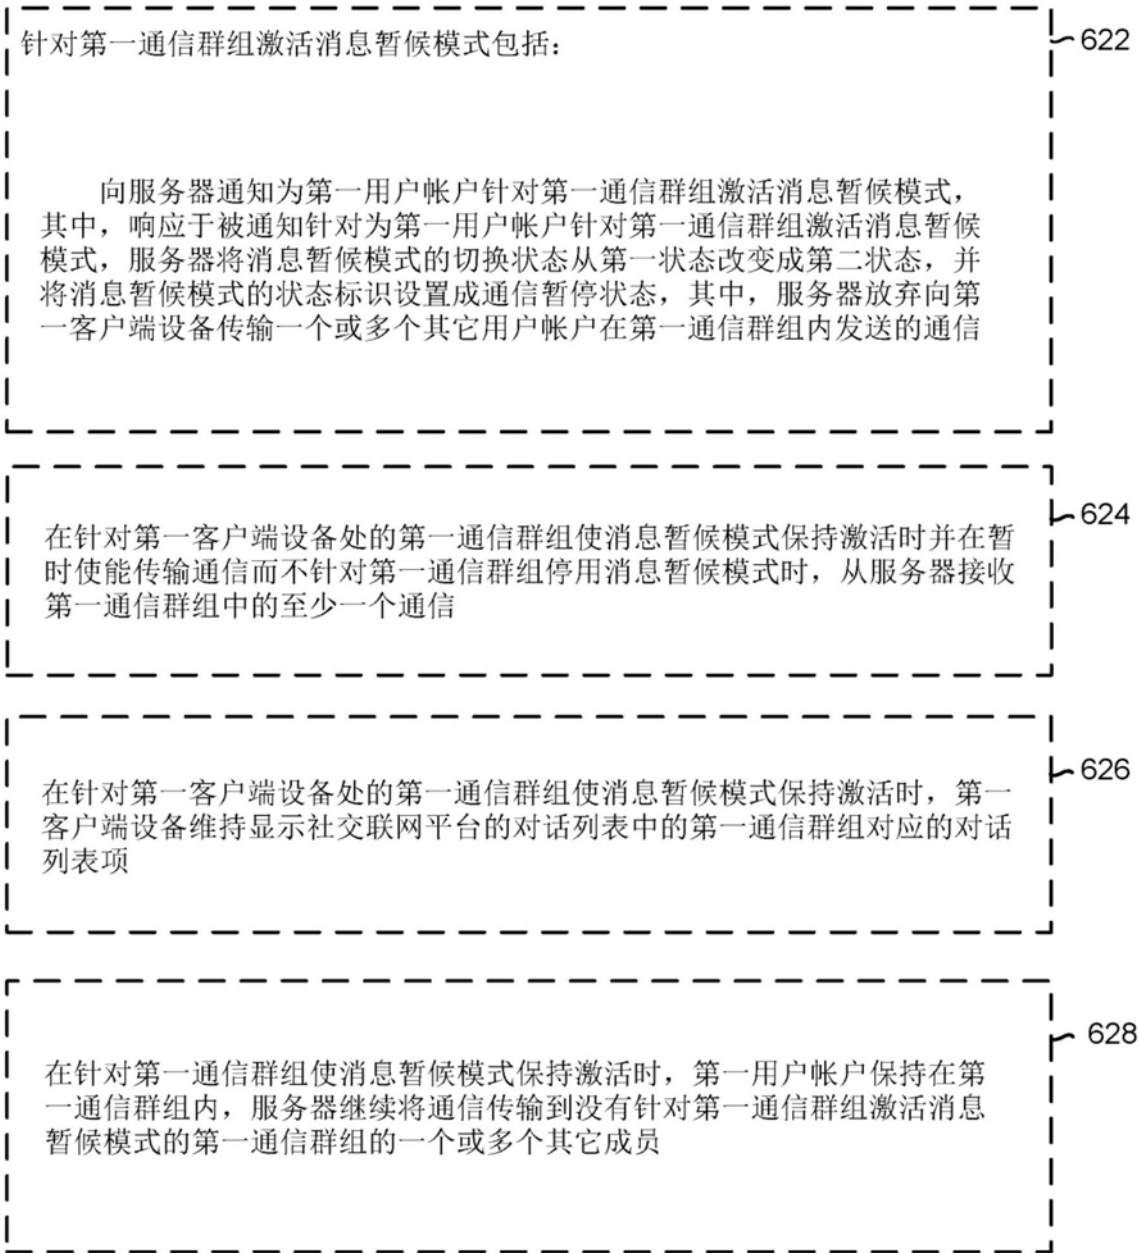 针对第一通信群组激活消息暂候模式包括：
622
向服务器通知为第一用户帐户针对第一通信群组激活消息暂候模式，
其中，响应于被通知针对为第一用户帐户针对第一通信群组激活消息暂候
模式，服务器将消息暂候模式的切换状态从第一状态改变成第二状态，并
将消息暂候模式的状态标识设置成通信暂停状态，其中，服务器放弃向第
一客户端设备传输一个或多个其它用户帐户在第一通信群组内发送的通信
624
在针对第一客户端设备处的第一通信群组使消息暂候模式保持激活时并在暂
时使能传输通信而不针对第一通信群组停用消息暂候模式时，从服务器接收
第一通信群组中的至少一个通信
626
在针对第一客户端设备处的第一通信群组使消息暂候模式保持激活时，第一
客户端设备维持显示社交联网平台的对话列表中的第一通信群组对应的对话
列表项
628
在针对第一通信群组使消息暂候模式保持激活时，第一用户帐户保持在第
一通信群组内，服务器继续将通信传输到没有针对第一通信群组激活消息
暂候模式的第一通信群组的一个或多个其它成员